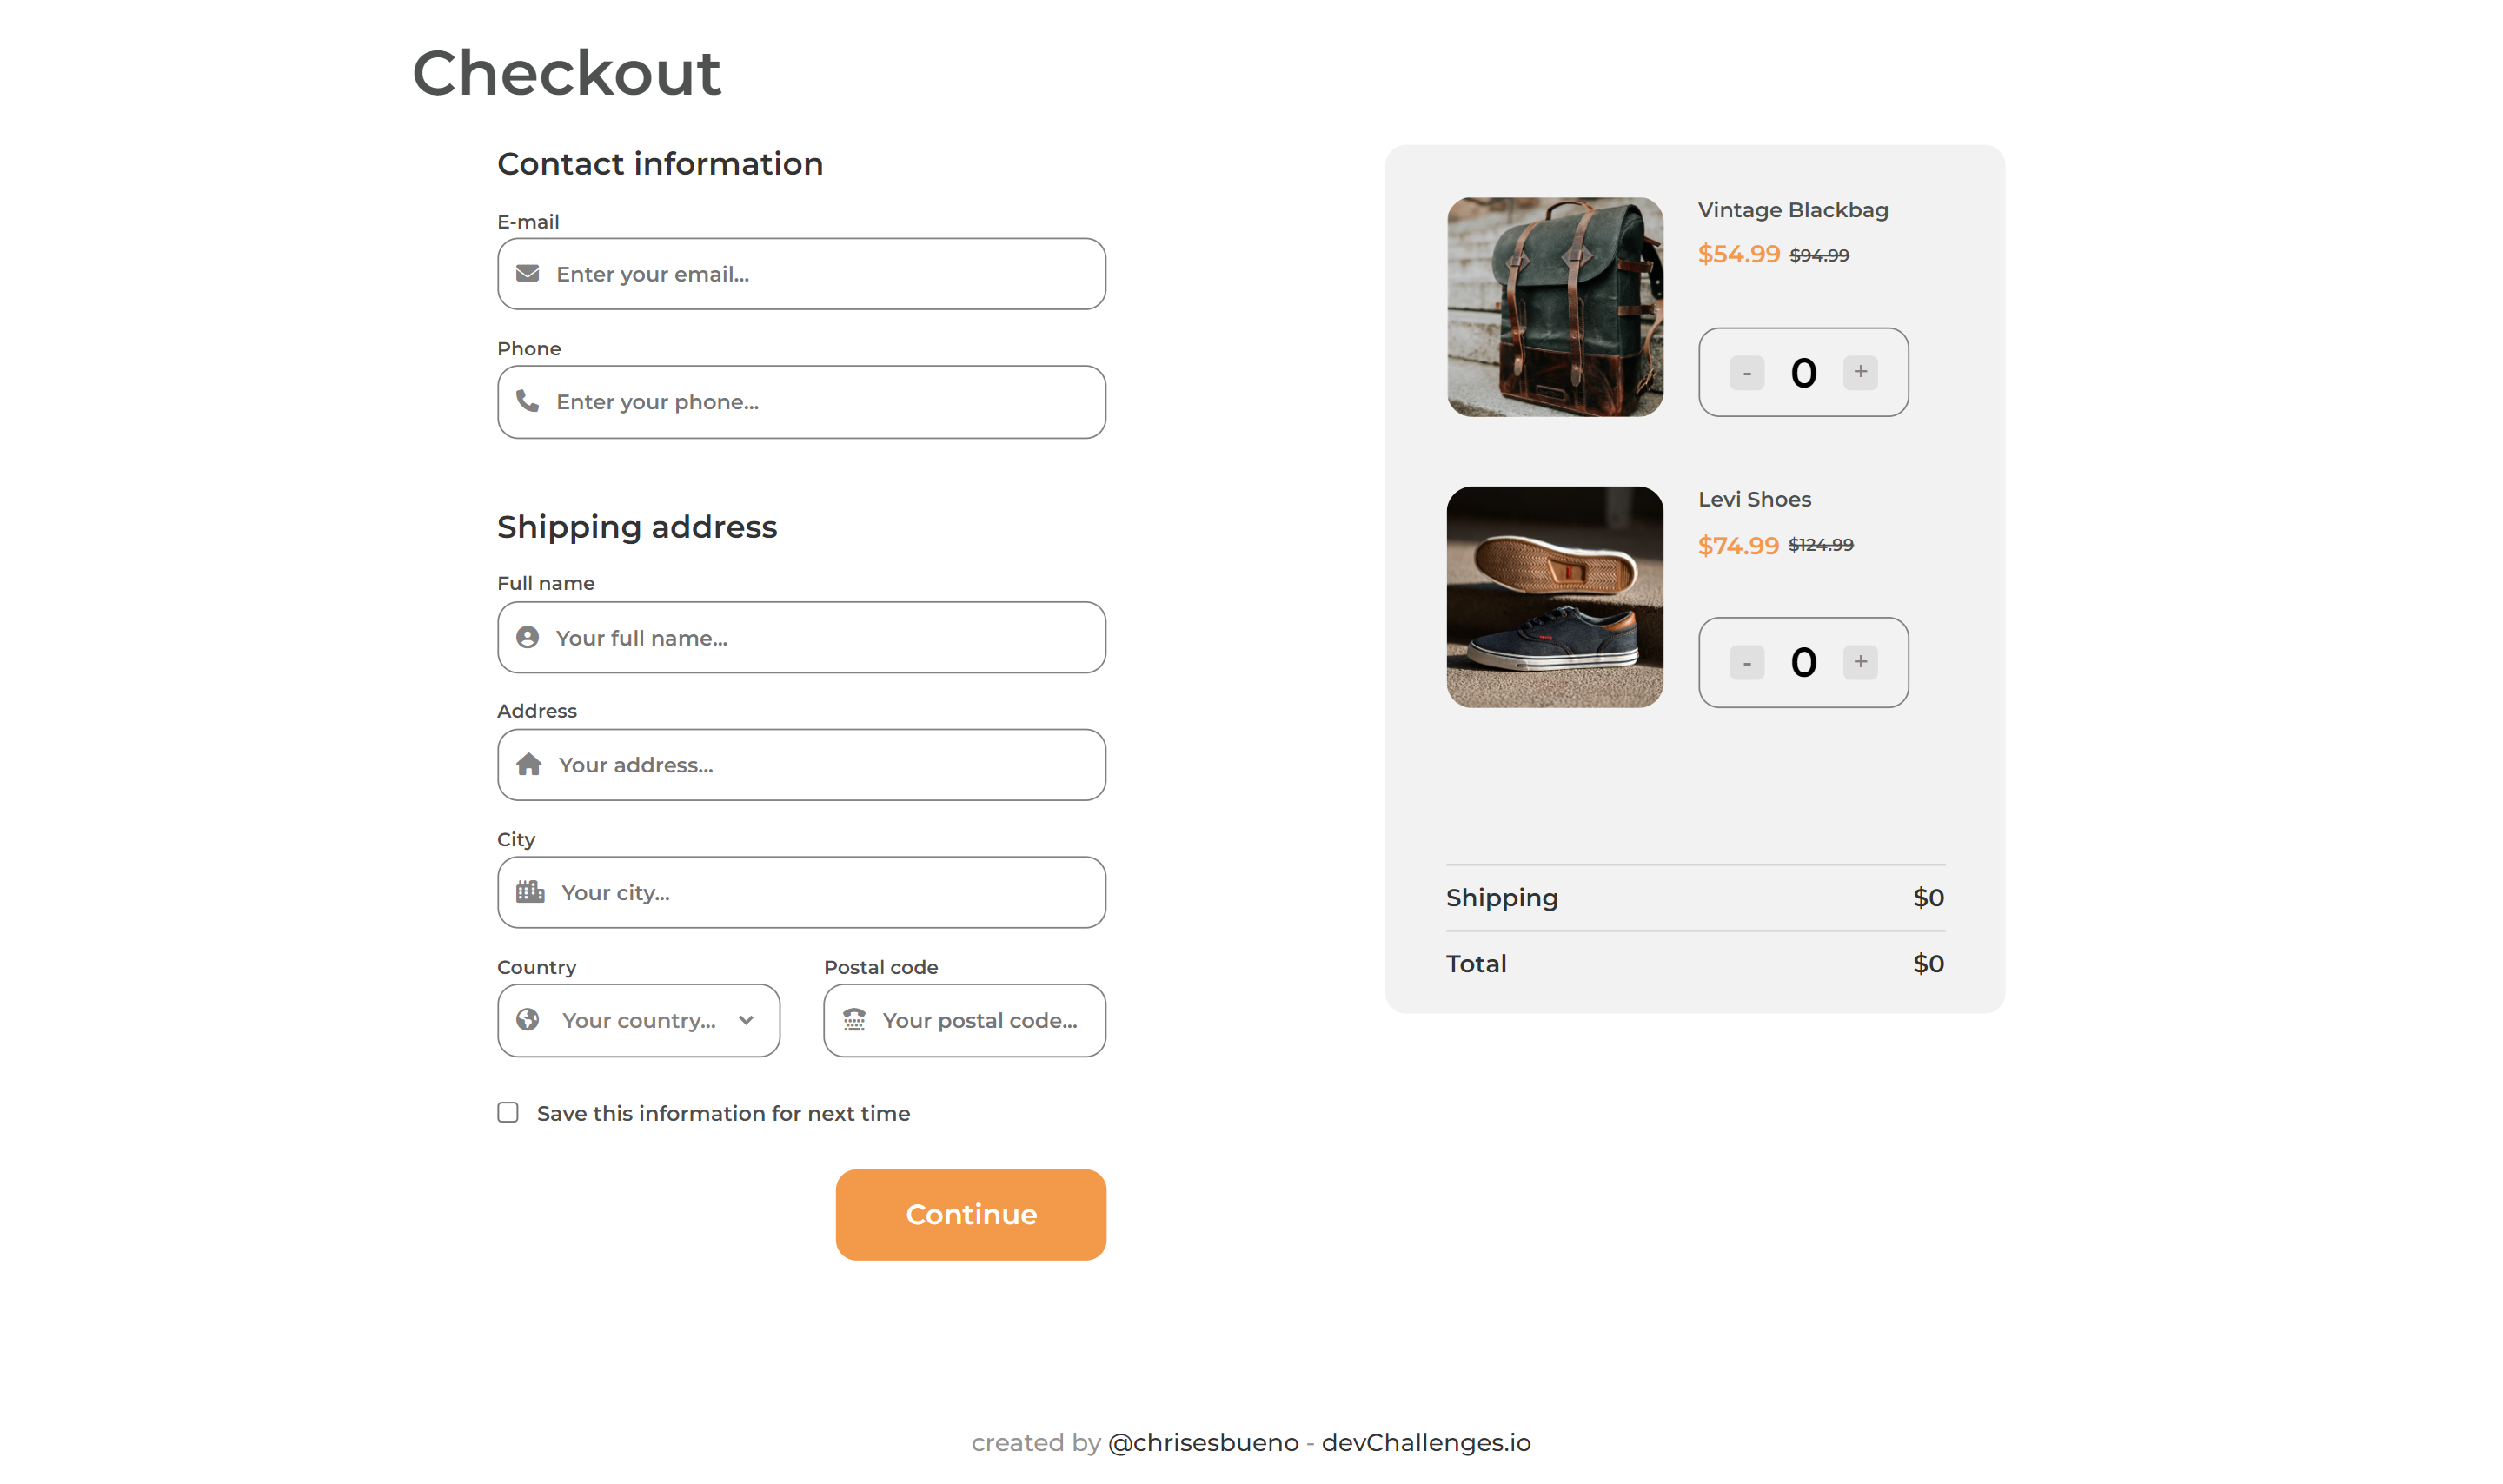 Checkout
Contact information
E-mail
Enter your email...
Phone
Enter your phone...
Shipping address
Full name
Your full name...
Address
Your address...
City
Your city...
Country
Postal code
Your country...
Your postal code...
Save this information for next time
Continue
Vintage Blackbag
$54.99 $94.99
- 0 +
Levi Shoes
$74.99 $124.99
- 0 +
Shipping $0
Total $0
created by @chrisesbueno - devChallenges.io